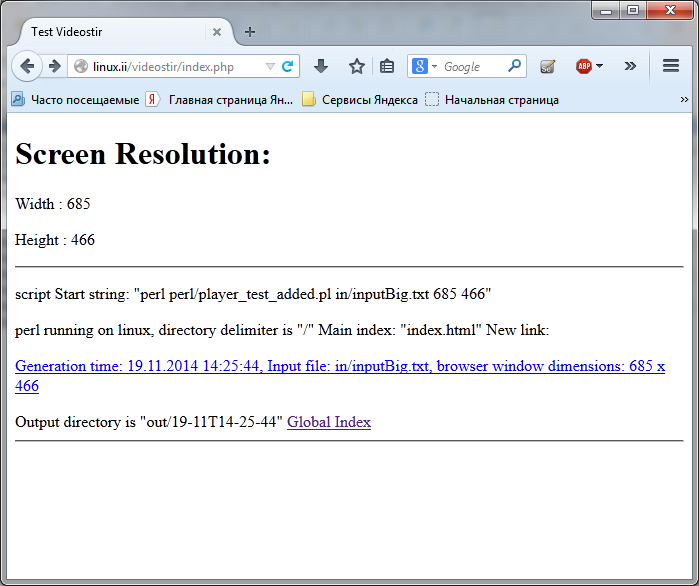 Test Videostir
linux.ii/videostir/index.php
Google
ABP
Часто посещаемые
Главная страница Ян...
Сервисы Яндекса
Начальная страница
Screen Resolution:
Width : 685
Height : 466
script Start string: "perl perl/player_test_added.pl in/inputBig.txt 685 466"
perl running on linux, directory delimiter is "/" Main index: "index.html" New link:
Generation time: 19.11.2014 14:25:44, Input file: in/inputBig.txt, browser window dimensions: 685 x
466
Output directory is "out/19-11T14-25-44" Global Index